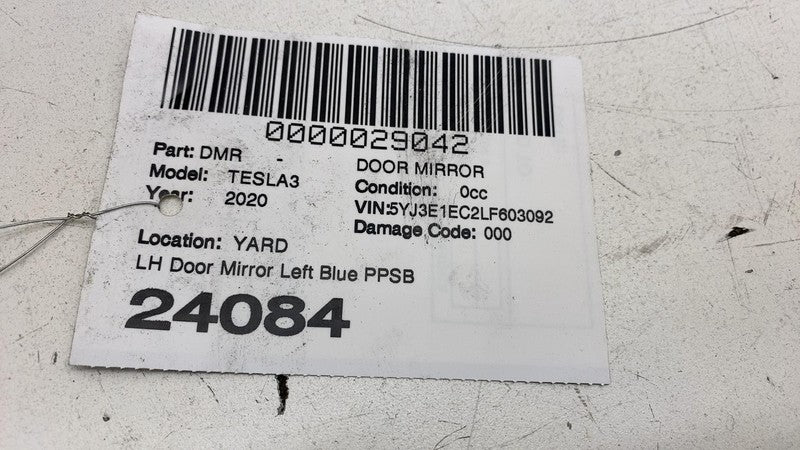 0000029042
Part: DMR - DOOR MIRROR
Model: TESLA3 Condition: 0cc
Year: 2020 VIN:5YJ3E1EC2LF603092
Damage Code: 000
Location: YARD
LH Door Mirror Left Blue PPSB
24084